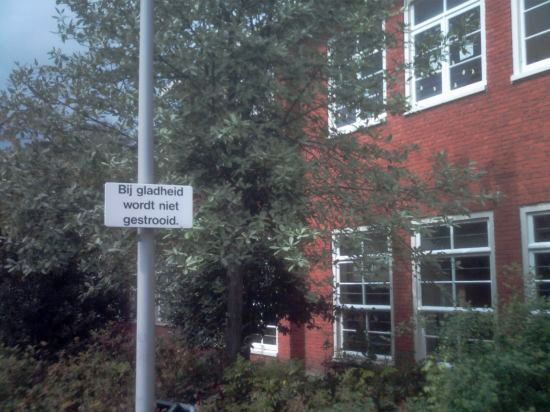 Bij gladheid
wordt niet
gestrooid.